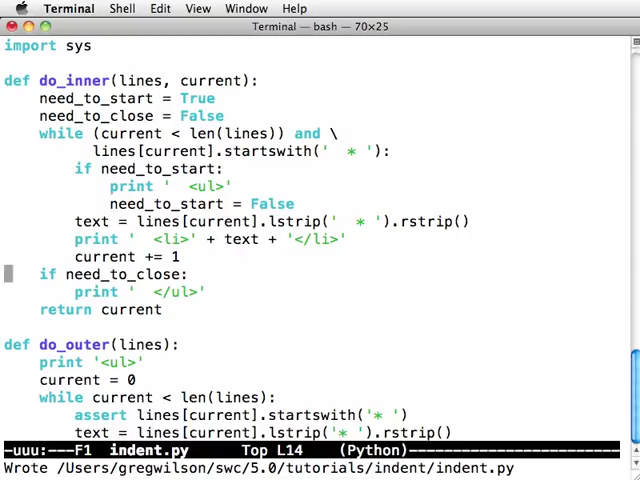 Terminal Shell Edit View Window Help
Terminal — bash — 70×25
import sys
def do_inner(lines, current):
    need_to_start = True
    need_to_close = False
    while (current < len(lines)) and \
          lines[current].startswith('  * '):
        if need_to_start:
            print '  <ul>'
            need_to_start = False
        text = lines[current].lstrip('  * ').rstrip()
        print '  <li>' + text + '</li>'
        current += 1
    if need_to_close:
        print '  </ul>'
    return current
def do_outer(lines):
    print '<ul>'
    current = 0
    while current < len(lines):
        assert lines[current].startswith('* ')
        text = lines[current].lstrip('* ').rstrip()
-uuu:---F1  indent.py      Top L14    (Python)--------------------------------
Wrote /Users/gregwilson/swc/5.0/tutorials/indent/indent.py